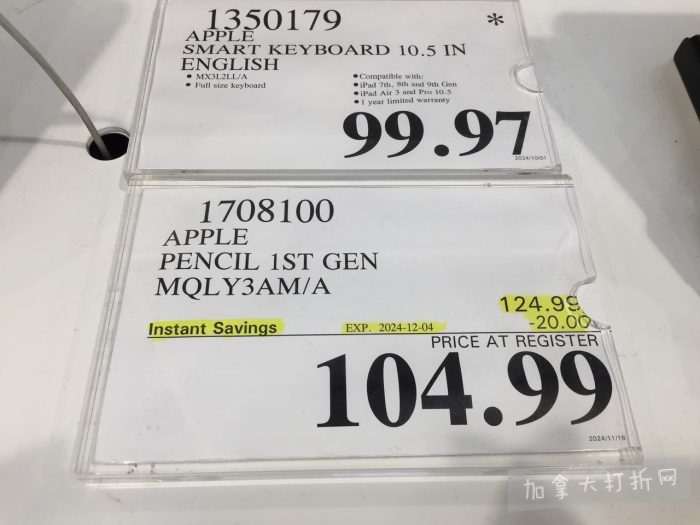 1350179
*
APPLE
SMART KEYBOARD 10.5 IN
ENGLISH
• MX3L2LL/A
• Full size keyboard
• Compatible with:
• iPad 7th, 8th and 9th Gen
• iPad Air 3 and Pro 10.5
• 1 year limited warranty
99.97
2024/10/01
1708100
APPLE
PENCIL 1ST GEN
MQLY3AM/A
124.99
Instant Savings EXP. 2024-12-04 -20.00
PRICE AT REGISTER
104.99
2024/11/18
加拿大打折网